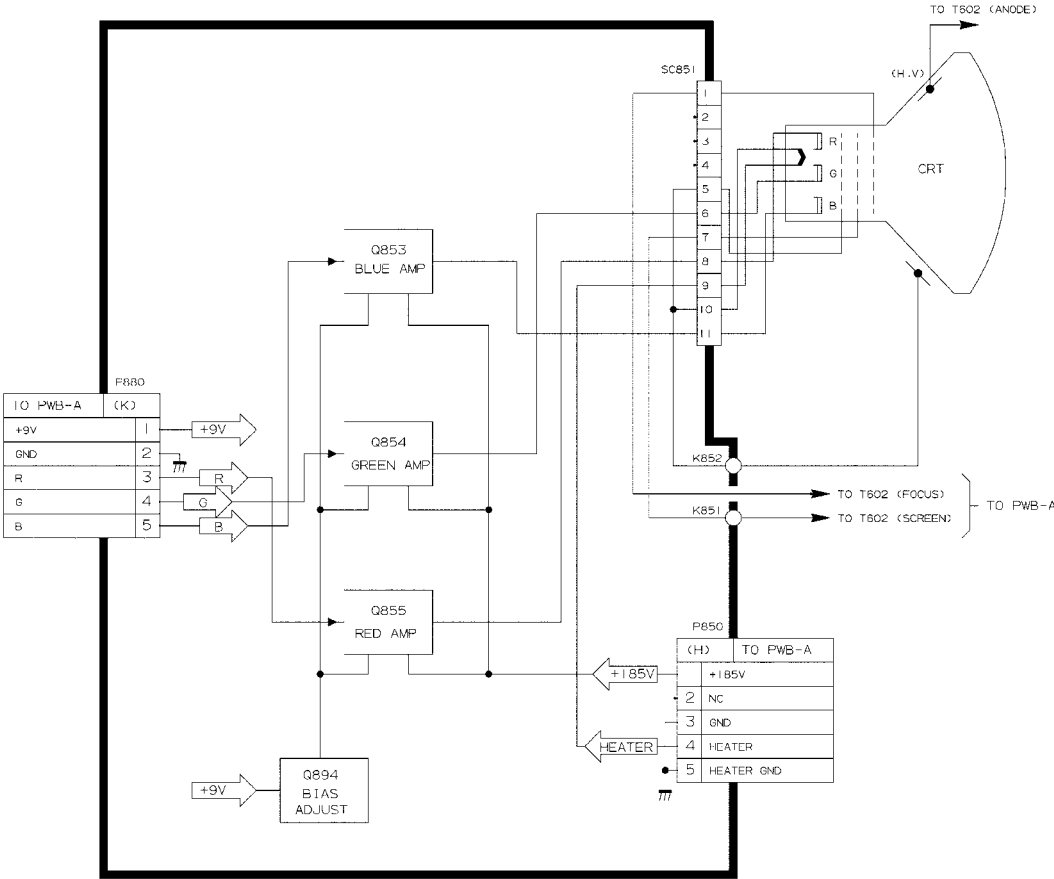 TO T602 (ANODE)
SC851
(H.V)
1
2
3
4
5
6
7
8
9
10
11
R
G
B
CRT
Q853
BLUE AMP
P880
TO PWB-A (K)
+9V 1
GND 2
R 3
G 4
B 5
+9V
R
G
B
Q854
GREEN AMP
K852
TO T602 (FOCUS)
K851
TO T602 (SCREEN)
TO PWB-A
Q855
RED AMP
P850
(H) TO PWB-A
+185V
2 NC
3 GND
4 HEATER
5 HEATER GND
+185V
HEATER
+9V
Q894
BIAS
ADJUST